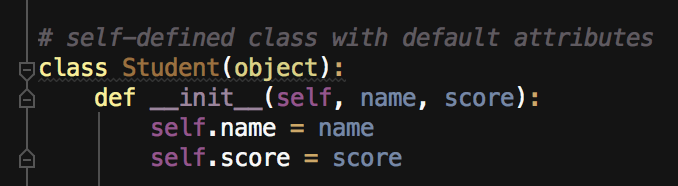 # self-defined class with default attributes
class Student(object):
    def __init__(self, name, score):
        self.name = name
        self.score = score